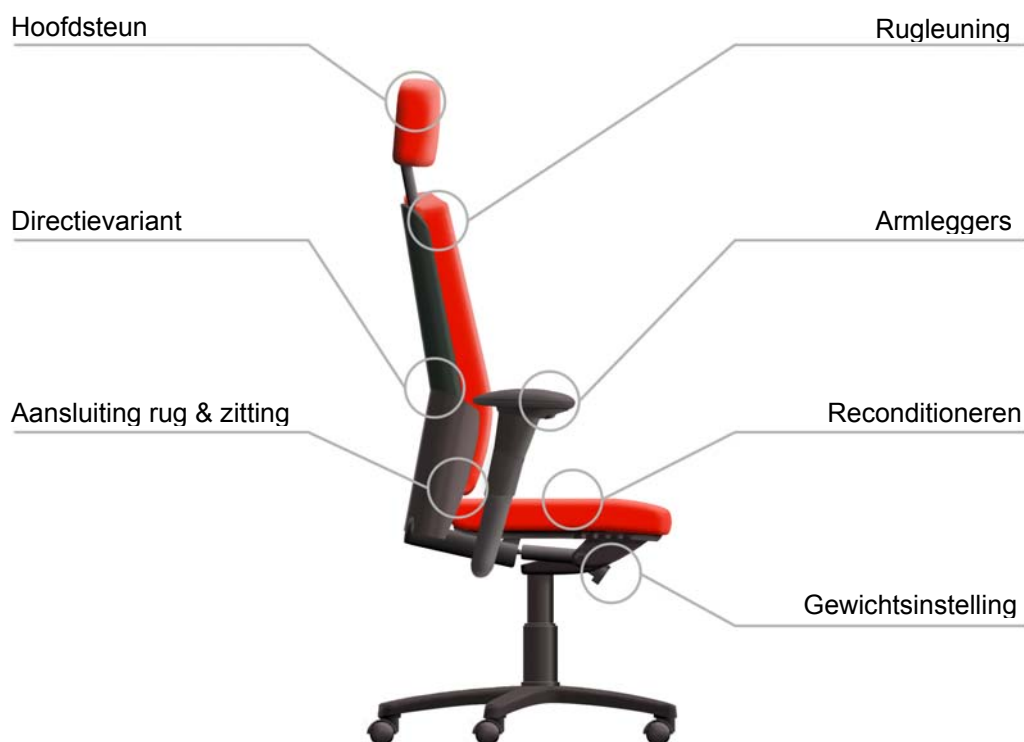 Hoofdsteun
Rugleuning
Directievariant
Armleggers
Aansluiting rug & zitting
Reconditioneren
Gewichtsinstelling